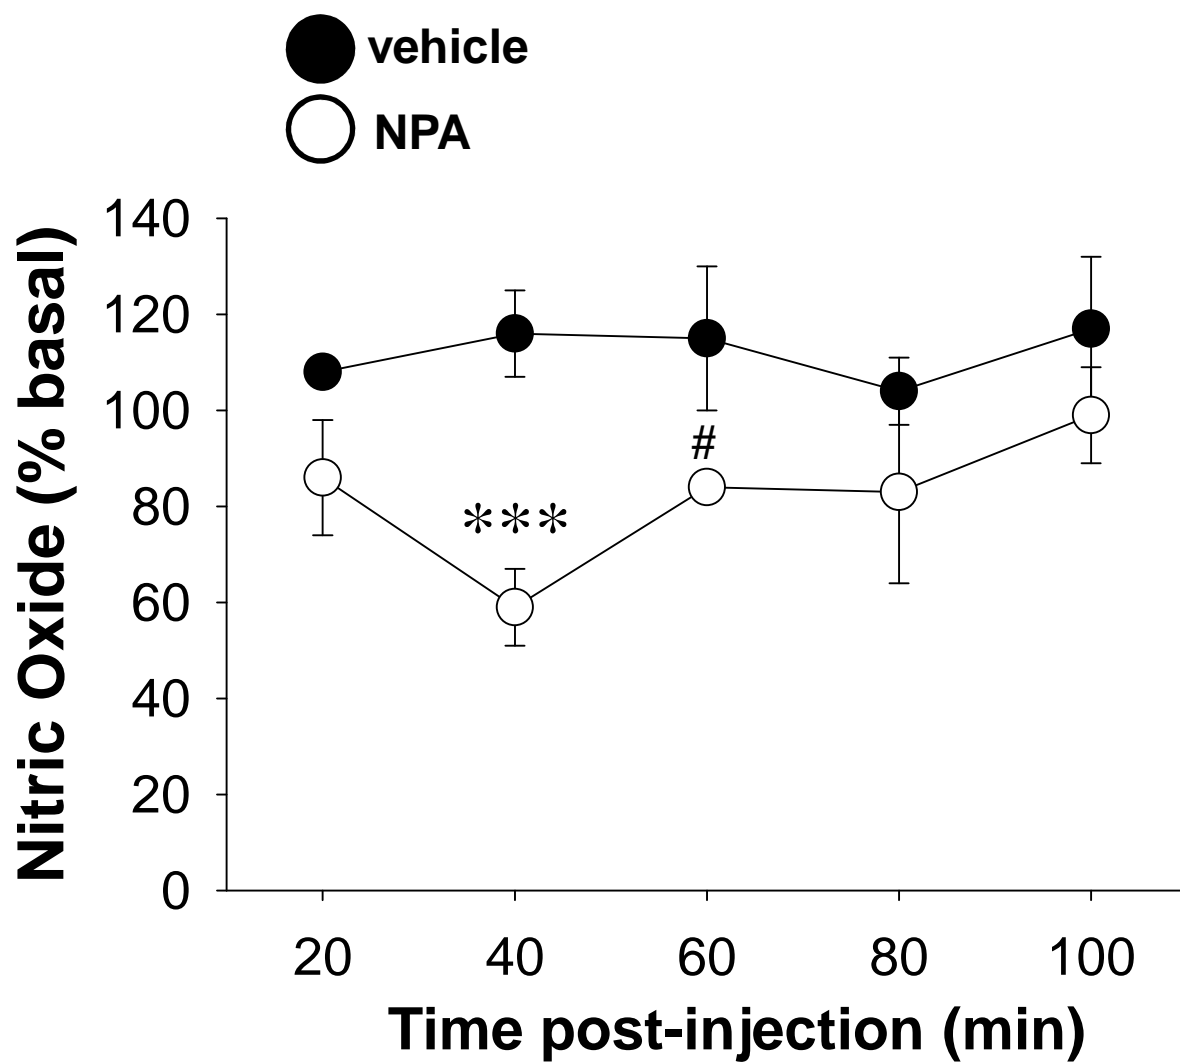 vehicle
NPA
Nitric Oxide (% basal)
140
120
100
80
60
40
20
0
#
***
20 40 60 80 100
Time post-injection (min)